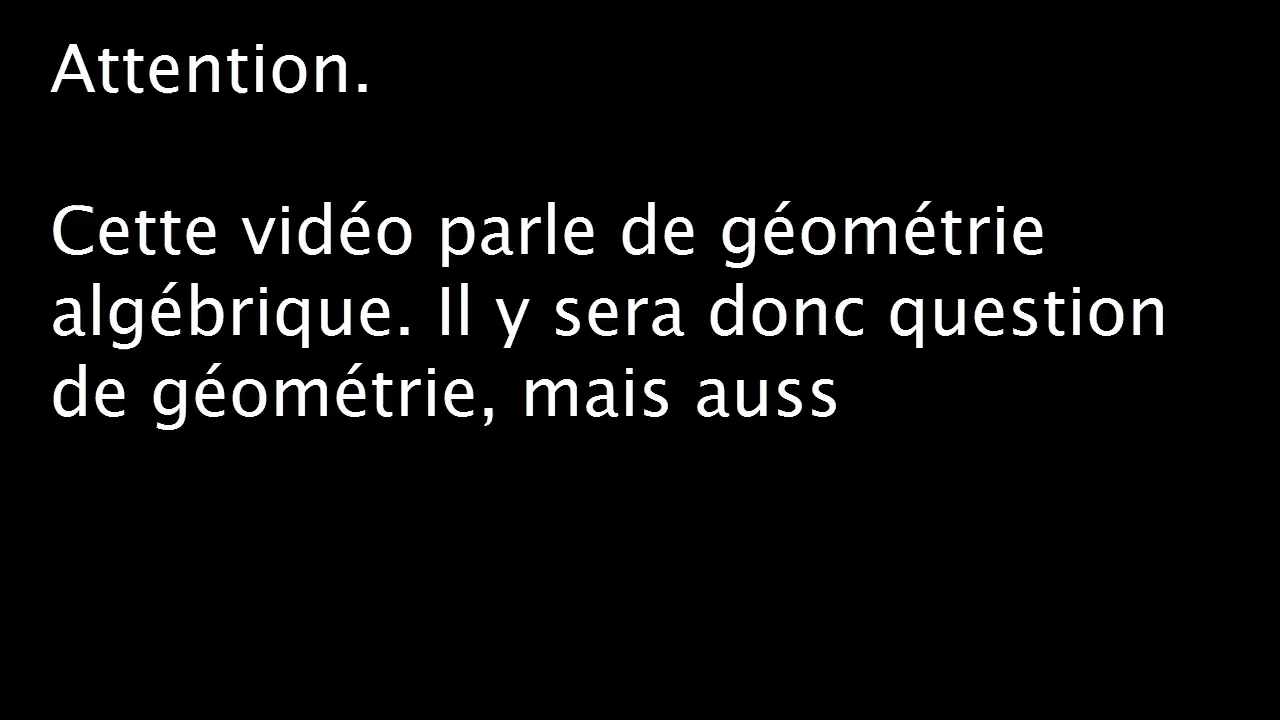 Attention.
Cette vidéo parle de géométrie
algébrique. Il y sera donc question
de géométrie, mais auss